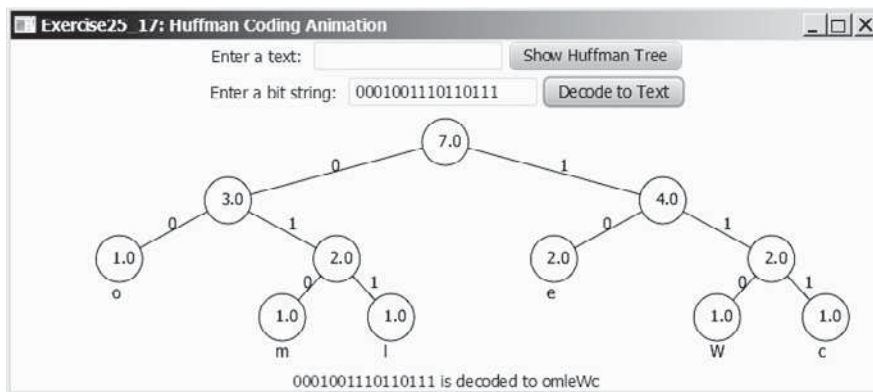 Exercise25_17: Huffman Coding Animation
Enter a text: Show Huffman Tree
Enter a bit string: 0001001110110111 Decode to Text
7.0
0 1
3.0 4.0
0 1 0 1
1.0 2.0 2.0 2.0
o 0 1 e 0 1
1.0 1.0 1.0 1.0
m l W c
0001001110110111 is decoded to omleWc